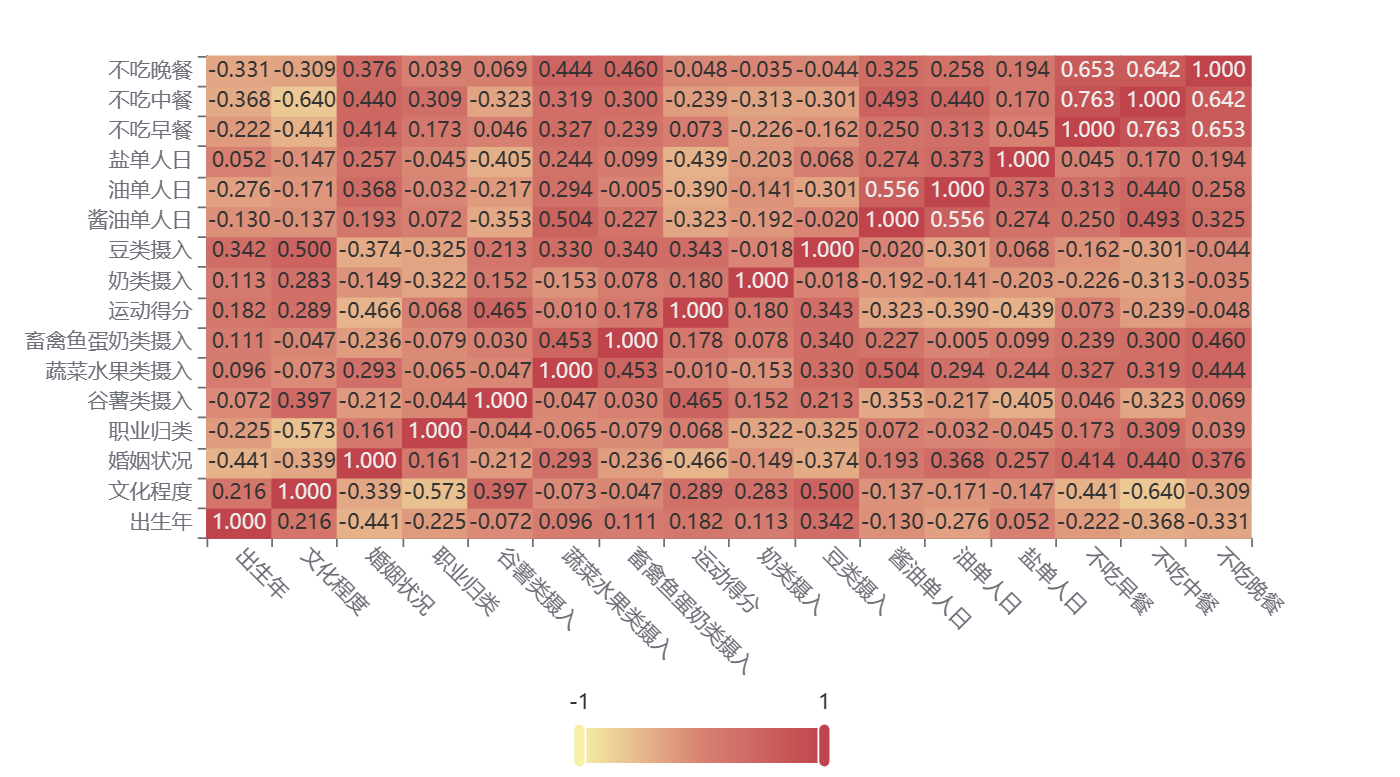 不吃晚餐 -0.331 -0.309 0.376 0.039 0.069 0.444 0.460 -0.048 -0.035 -0.044 0.325 0.258 0.194 0.653 0.642 1.000
不吃中餐 -0.368 -0.640 0.440 0.309 -0.323 0.319 0.300 -0.239 -0.313 -0.301 0.493 0.440 0.170 0.763 1.000 0.642
不吃早餐 -0.222 -0.441 0.414 0.173 0.046 0.327 0.239 0.073 -0.226 -0.162 0.250 0.313 0.045 1.000 0.763 0.653
盐单人日 0.052 -0.147 0.257 -0.045 -0.405 0.244 0.099 -0.439 -0.203 0.068 0.274 0.373 1.000 0.045 0.170 0.194
油单人日 -0.276 -0.171 0.368 -0.032 -0.217 0.294 -0.005 -0.390 -0.141 -0.301 0.556 1.000 0.373 0.313 0.440 0.258
酱油单人日 -0.130 -0.137 0.193 0.072 -0.353 0.504 0.227 -0.323 -0.192 -0.020 1.000 0.556 0.274 0.250 0.493 0.325
豆类摄入 0.342 0.500 -0.374 -0.325 0.213 0.330 0.340 0.343 -0.018 1.000 -0.020 -0.301 0.068 -0.162 -0.301 -0.044
奶类摄入 0.113 0.283 -0.149 -0.322 0.152 -0.153 0.078 0.180 1.000 -0.018 -0.192 -0.141 -0.203 -0.226 -0.313 -0.035
运动得分 0.182 0.289 -0.466 0.068 0.465 -0.010 0.178 1.000 0.180 0.343 -0.323 -0.390 -0.439 0.073 -0.239 -0.048
畜禽鱼蛋奶类摄入 0.111 -0.047 -0.236 -0.079 0.030 0.453 1.000 0.178 0.078 0.340 0.227 -0.005 0.099 0.239 0.300 0.460
蔬菜水果类摄入 0.096 -0.073 0.293 -0.065 -0.047 1.000 0.453 -0.010 -0.153 0.330 0.504 0.294 0.244 0.327 0.319 0.444
谷薯类摄入 -0.072 0.397 -0.212 -0.044 1.000 -0.047 0.030 0.465 0.152 0.213 -0.353 -0.217 -0.405 0.046 -0.323 0.069
职业归类 -0.225 -0.573 0.161 1.000 -0.044 -0.065 -0.079 0.068 -0.322 -0.325 0.072 -0.032 -0.045 0.173 0.309 0.039
婚姻状况 -0.441 -0.339 1.000 0.161 -0.212 0.293 -0.236 -0.466 -0.149 -0.374 0.193 0.368 0.257 0.414 0.440 0.376
文化程度 0.216 1.000 -0.339 -0.573 0.397 -0.073 -0.047 0.289 0.283 0.500 -0.137 -0.171 -0.147 -0.441 -0.640 -0.309
出生年 1.000 0.216 -0.441 -0.225 -0.072 0.096 0.111 0.182 0.113 0.342 -0.130 -0.276 0.052 -0.222 -0.368 -0.331
出生年 文化程度 婚姻状况 职业归类 谷薯类摄入 蔬菜水果类摄入 畜禽鱼蛋奶类摄入 运动得分 奶类摄入 豆类摄入 酱油单人日 油单人日 盐单人日 不吃早餐 不吃中餐 不吃晚餐
-1 1